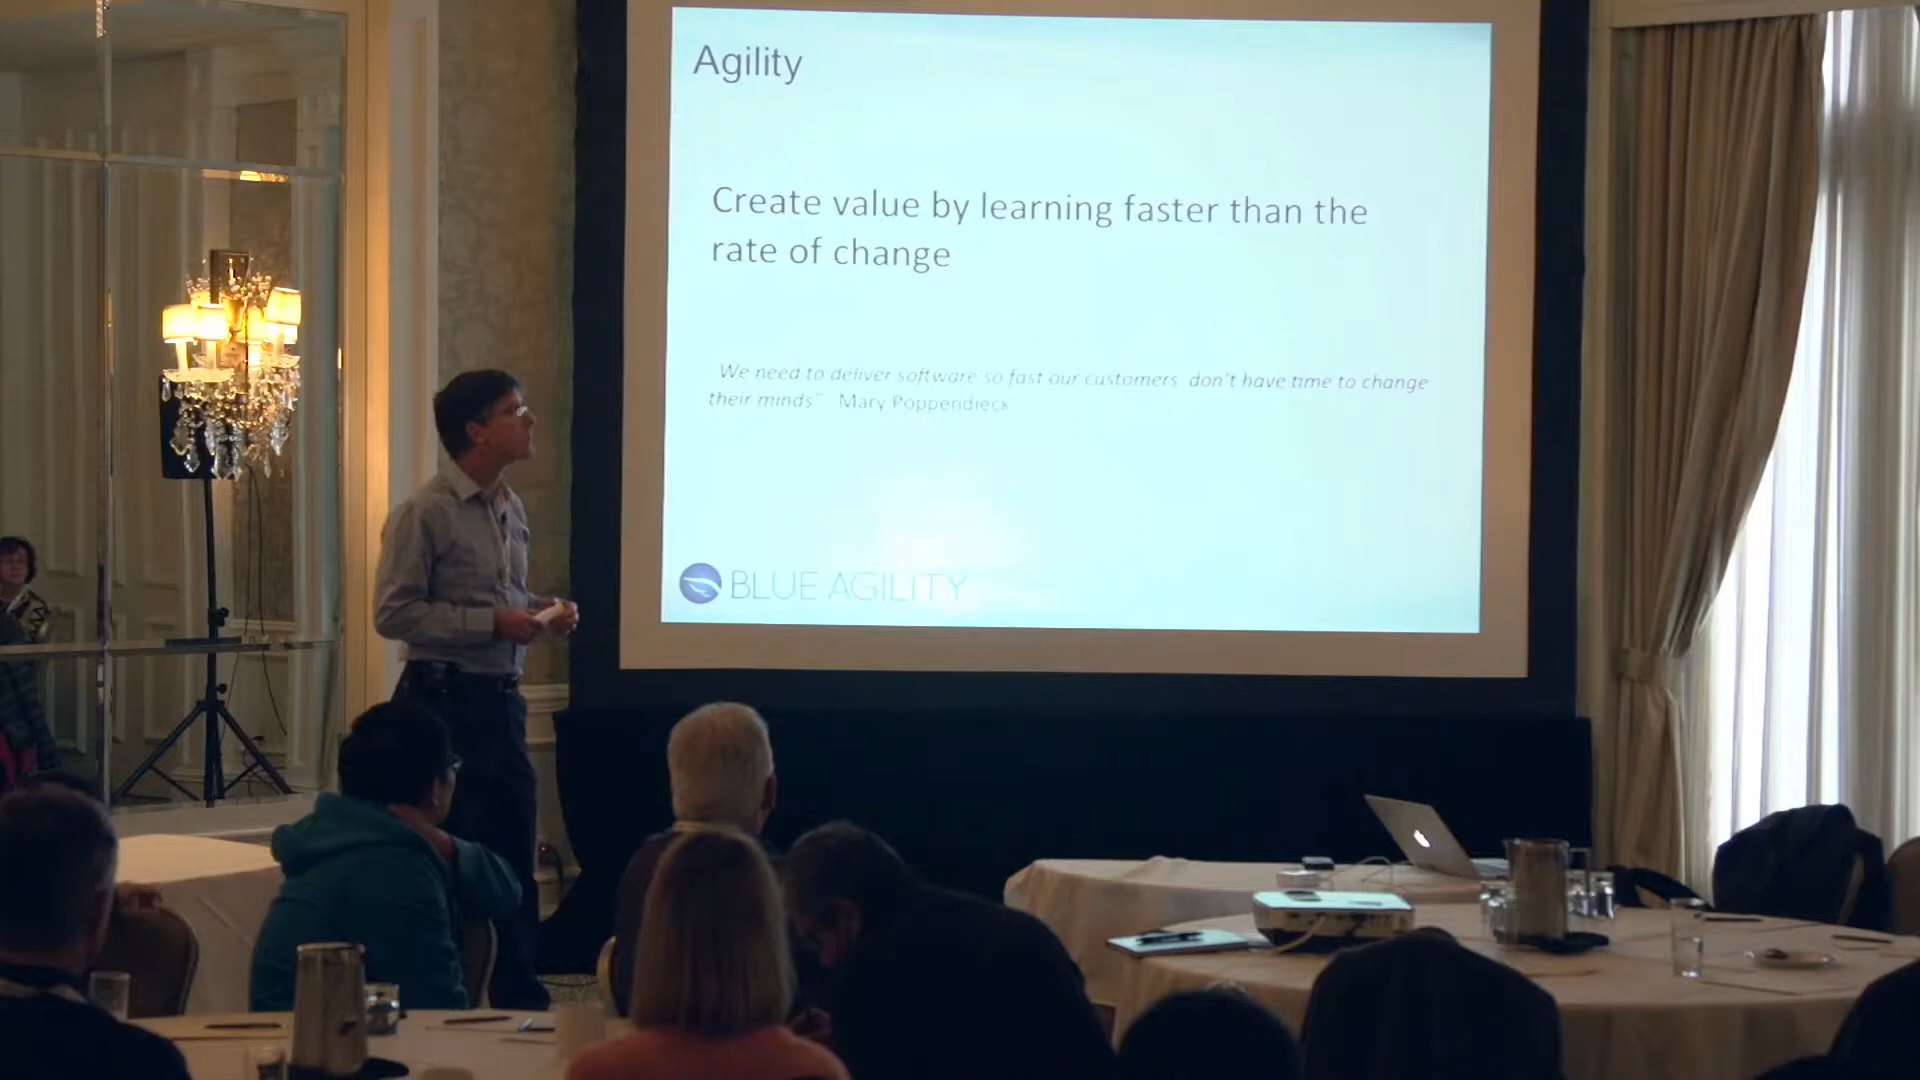 Agility
Create value by learning faster than the
rate of change
We need to deliver software so fast our customers don't have time to change
their minds" Mary Poppendieck
BLUE AGILITY